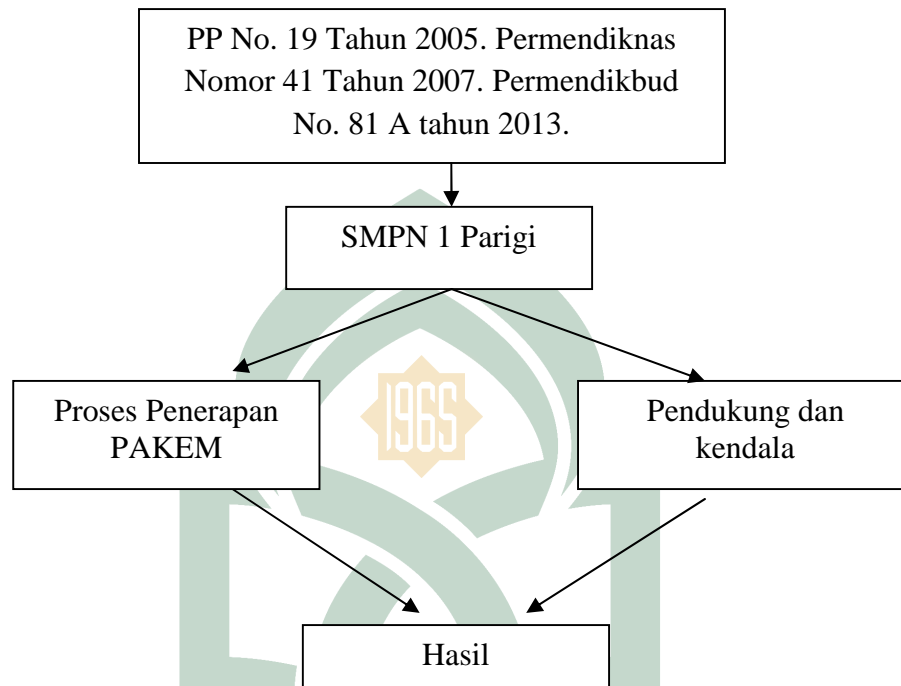 PP No. 19 Tahun 2005. Permendiknas
Nomor 41 Tahun 2007. Permendikbud
No. 81 A tahun 2013.
SMPN 1 Parigi
Proses Penerapan
PAKEM
1965
Pendukung dan
kendala
Hasil